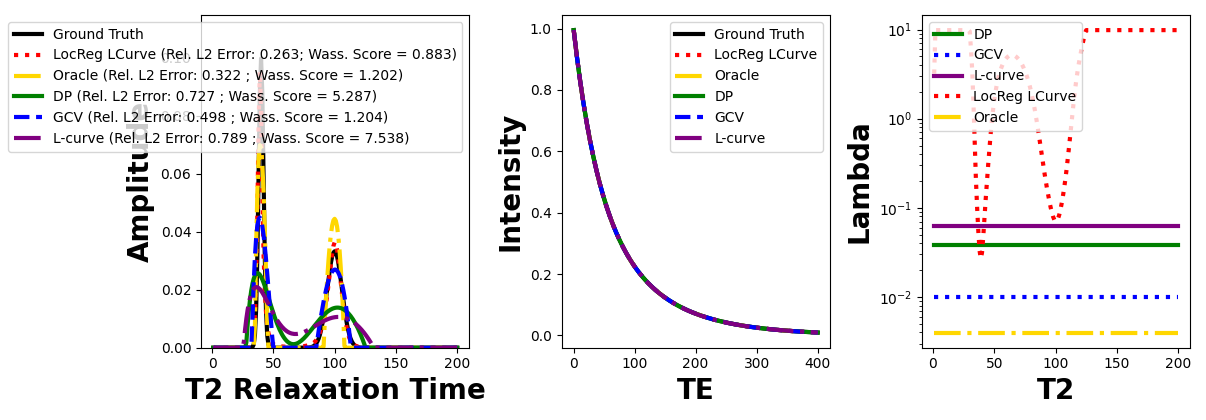 Ground Truth
LocReg LCurve (Rel. L2 Error: 0.263; Wass. Score = 0.883)
Oracle (Rel. L2 Error: 0.322 ; Wass. Score = 1.202)
DP (Rel. L2 Error: 0.727 ; Wass. Score = 5.287)
GCV (Rel. L2 Error: 0.498 ; Wass. Score = 1.204)
L-curve (Rel. L2 Error: 0.789 ; Wass. Score = 7.538)
Amplitude
0.10
0.08
0.06
0.04
0.02
0.00
0 50 100 150 200
T2 Relaxation Time
Ground Truth
LocReg LCurve
Oracle
DP
GCV
L-curve
Intensity
1.0
0.8
0.6
0.4
0.2
0.0
0 100 200 300 400
TE
DP
GCV
L-curve
LocReg LCurve
Oracle
Lambda
10¹
10⁰
10⁻¹
10⁻²
0 50 100 150 200
T2